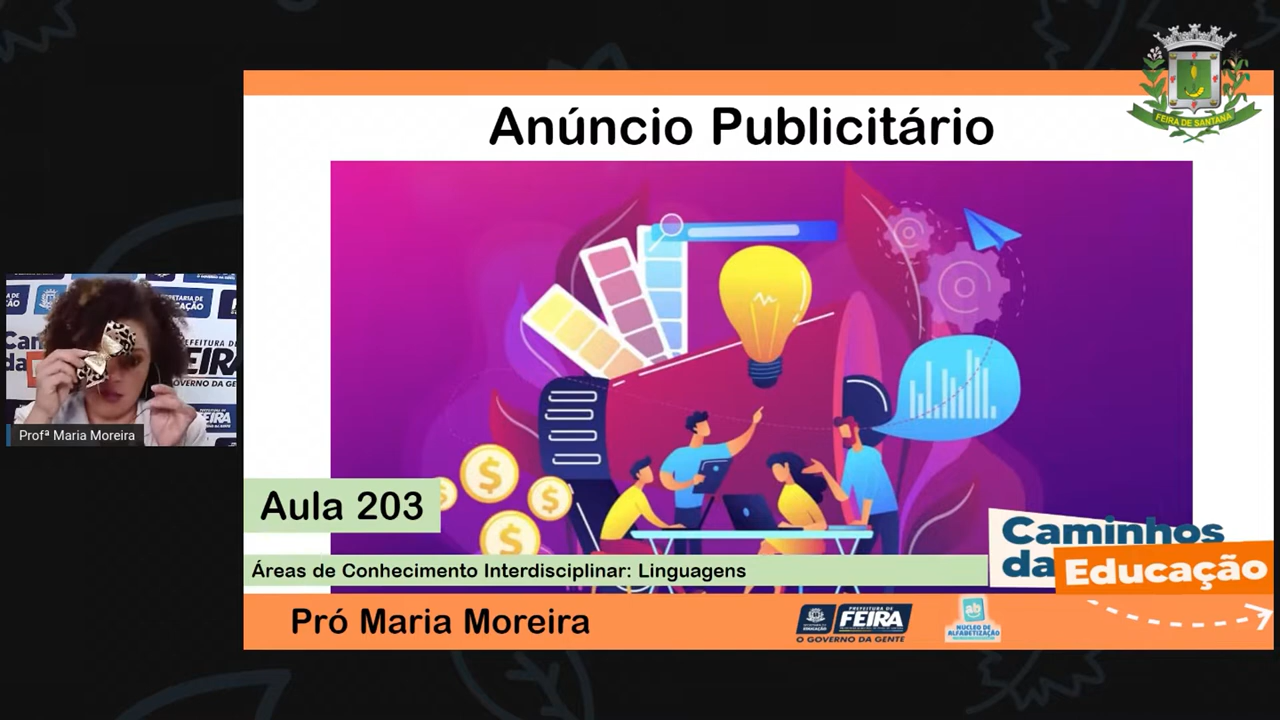 FEIRA DE SANTANA
Anúncio Publicitário
Aula 203
Áreas de Conhecimento Interdisciplinar: Linguagens
Caminhos
da Educação
Pró Maria Moreira
PREFEITURA DE
FEIRA
O GOVERNO DA GENTE
ab
NÚCLEO DE
ALFABETIZAÇÃO
Profª Maria Moreira